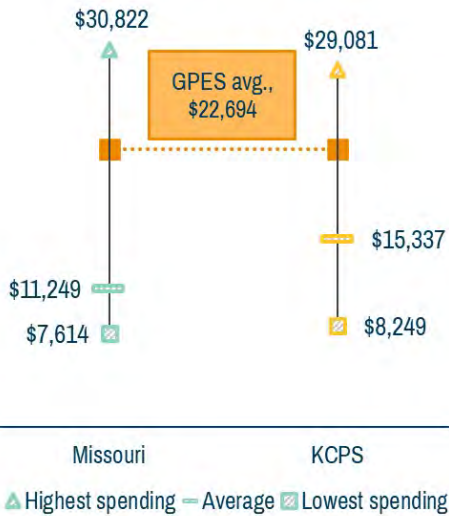 $30,822
$29,081
GPES avg.,
$22,694
$15,337
$11,249
$7,614
$8,249
Missouri KCPS
Highest spending Average Lowest spending